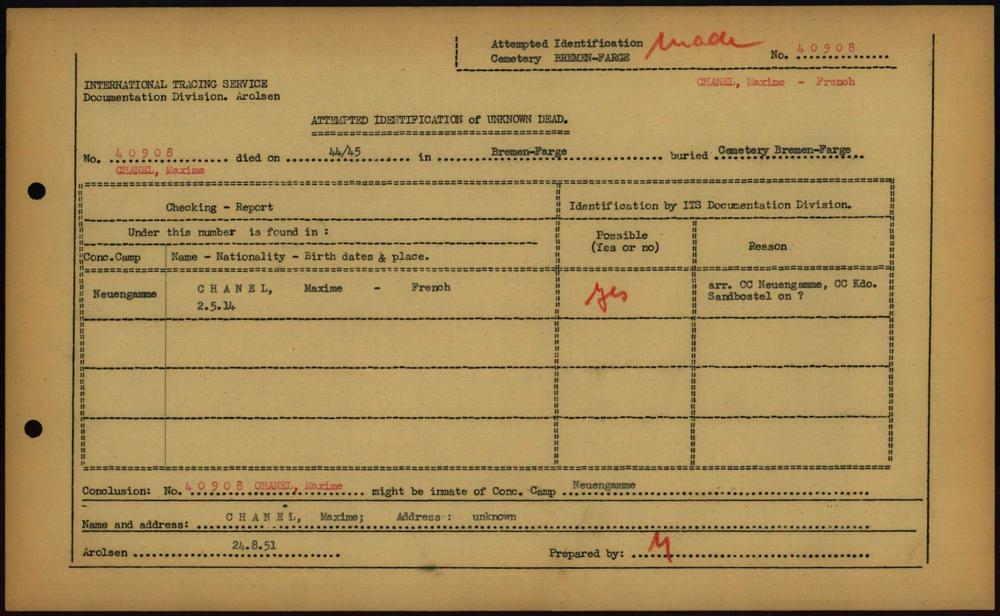 Attempted Identification made
Cemetery BREMEN-FARGE No. 40908
INTERNATIONAL TRACING SERVICE
Documentation Division. Arolsen
CHANEL, Maxime - French
ATTEMPTED IDENTIFICATION of UNKNOWN DEAD.
No. 40908 died on 44/45 in Bremen-Farge buried Cemetery Bremen-Farge
CHANEL, Maxime
Checking - Report
Identification by ITS Documentation Division.
Under this number is found in :
Possible
(Yes or no)
Reason
Conc.Camp Name - Nationality - Birth dates & place.
Neuengamme CHANEL, Maxime - French
2.5.14
yes
arr. CC Neuengamme, CC Kdo.
Sandbostel on ?
Conclusion: No. 40908 CHANEL, Maxime might be inmate of Conc. Camp Neuengamme
Name and address: CHANEL, Maxime; Address: unknown
Arolsen 24.8.51 Prepared by: